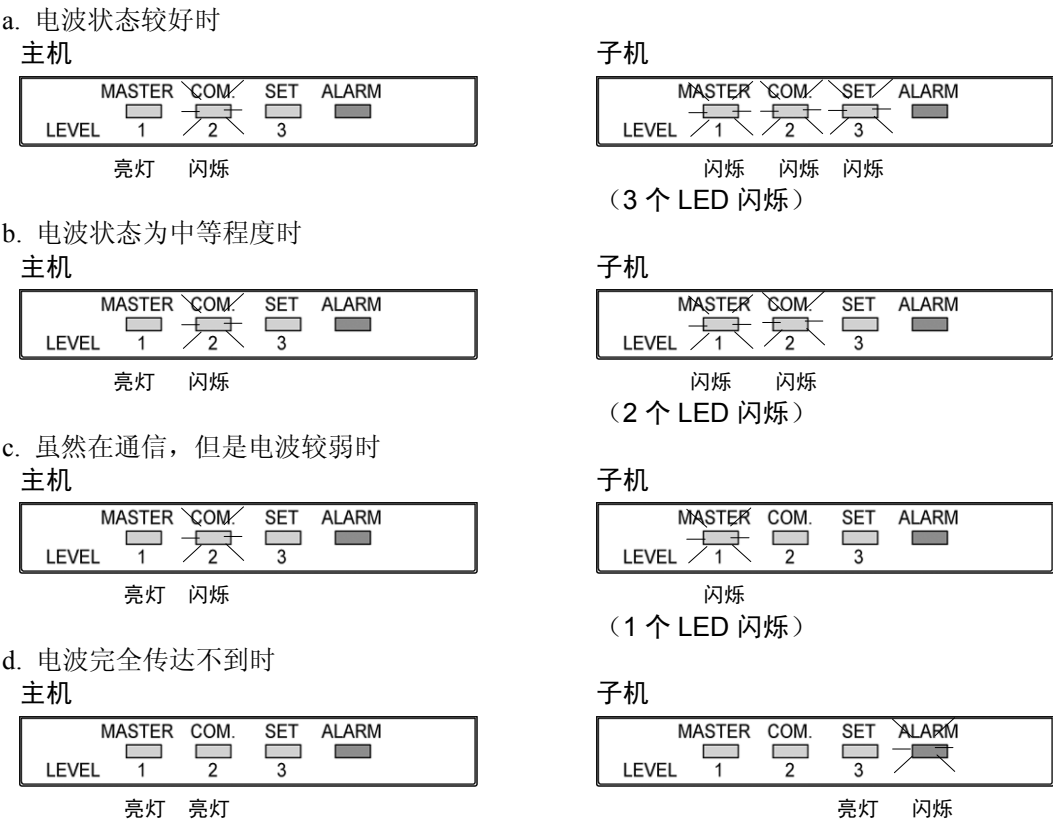 a. 电波状态较好时
主机 子机
MASTER COM. SET ALARM MASTER COM. SET ALARM
LEVEL 1 2 3 LEVEL 1 2 3
亮灯 闪烁 闪烁 闪烁 闪烁
（3 个 LED 闪烁）
b. 电波状态为中等程度时
主机 子机
MASTER COM. SET ALARM MASTER COM. SET ALARM
LEVEL 1 2 3 LEVEL 1 2 3
亮灯 闪烁 闪烁 闪烁
（2 个 LED 闪烁）
c. 虽然在通信，但是电波较弱时
主机 子机
MASTER COM. SET ALARM MASTER COM. SET ALARM
LEVEL 1 2 3 LEVEL 1 2 3
亮灯 闪烁 闪烁
（1 个 LED 闪烁）
d. 电波完全传达不到时
主机 子机
MASTER COM. SET ALARM MASTER COM. SET ALARM
LEVEL 1 2 3 LEVEL 1 2 3
亮灯 亮灯 亮灯 闪烁